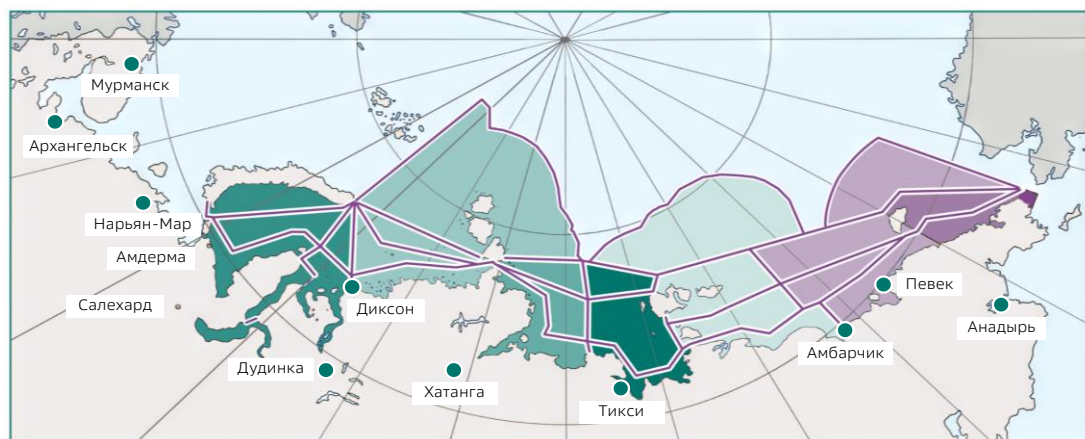 Мурманск
Архангельск
Нарьян-Мар
Амдерма
Салехард
Диксон
Дудинка
Хатанга
Тикси
Амбарчик
Певек
Анадырь